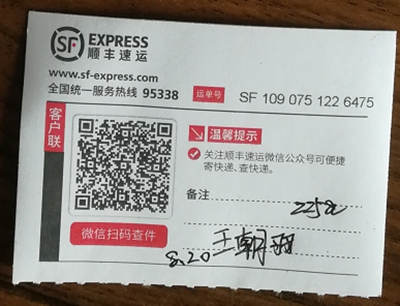 SF EXPRESS
顺丰速运
www.sf-express.com
全国统一服务热线 95338
运单号 SF 109 075 122 6475
客户联
温馨提示
关注顺丰速运微信公众号可便捷
寄快递、查快递。
备注
微信扫码查件
8.20 王朝